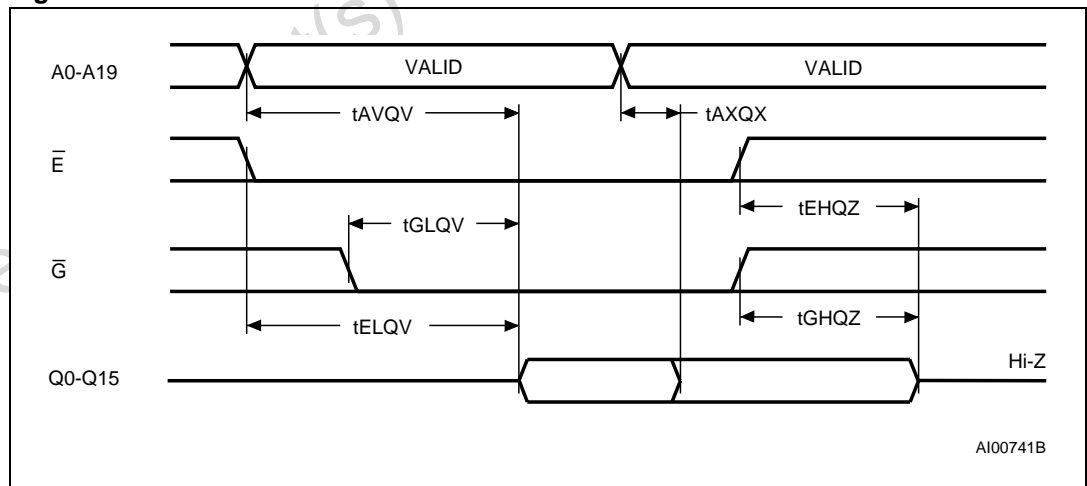 A0-A19 VALID VALID
tAVQV tAXQX
E̅
tEHQZ
tGLQV
G̅
tGHQZ
tELQV
Hi-Z
Q0-Q15
AI00741B